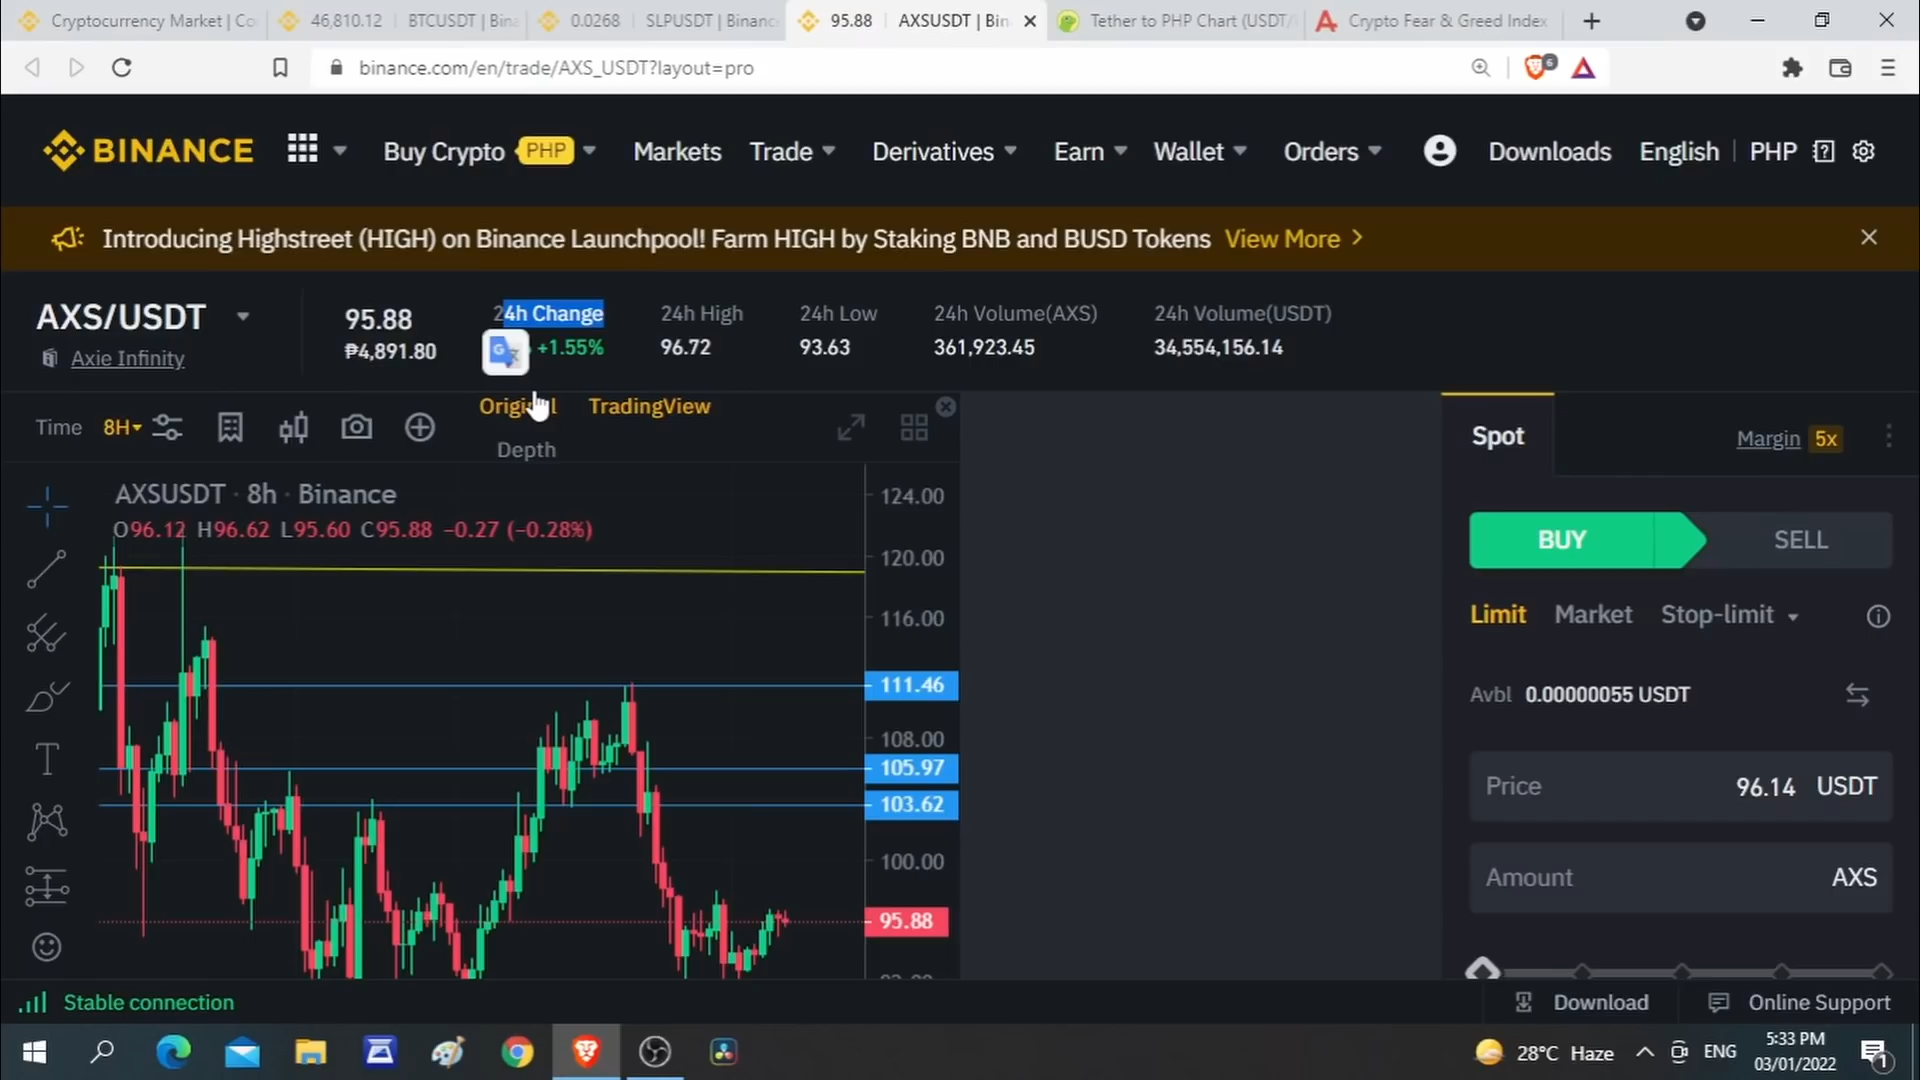 Cryptocurrency Market | Co
46,810.12 BTCUSDT | Bina
0.0268 SLPUSDT | Binance
95.88 AXSUSDT | Bin
Tether to PHP Chart (USDT/
Crypto Fear & Greed Index
binance.com/en/trade/AXS_USDT?layout=pro
6
BINANCE
Buy Crypto PHP Markets Trade Derivatives Earn Wallet Orders Downloads English PHP
Introducing Highstreet (HIGH) on Binance Launchpool! Farm HIGH by Staking BNB and BUSD Tokens View More
AXS/USDT
Axie Infinity
95.88
₱4,891.80
24h Change
+1.55%
24h High
96.72
24h Low
93.63
24h Volume(AXS)
361,923.45
24h Volume(USDT)
34,554,156.14
Time 8H
Original TradingView
Depth
AXSUSDT · 8h · Binance
O96.12 H96.62 L95.60 C95.88 −0.27 (−0.28%)
124.00
120.00
116.00
111.46
108.00
105.97
103.62
100.00
95.88
Spot
Margin 5x
BUY SELL
Limit Market Stop-limit
Avbl 0.00000055 USDT
Price 96.14 USDT
Amount AXS
Stable connection
Download Online Support
28°C Haze
ENG
5:33 PM
03/01/2022
1